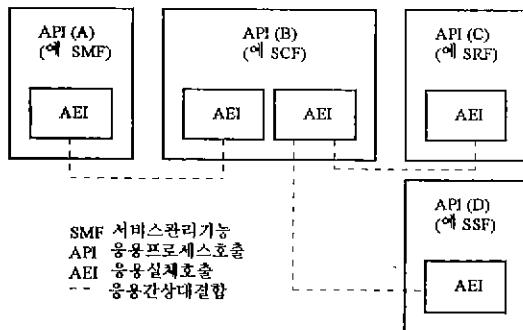 API (A)
(예 SMF)
AEI
API (B)
(예 SCF)
AEI
AEI
API (C)
(예 SRF)
AEI
API (D)
(예 SSF)
AEI
SMF 서비스관리기능
API 응용프로세스호출
AEI 응용실체호출
--- 응용간상대결합